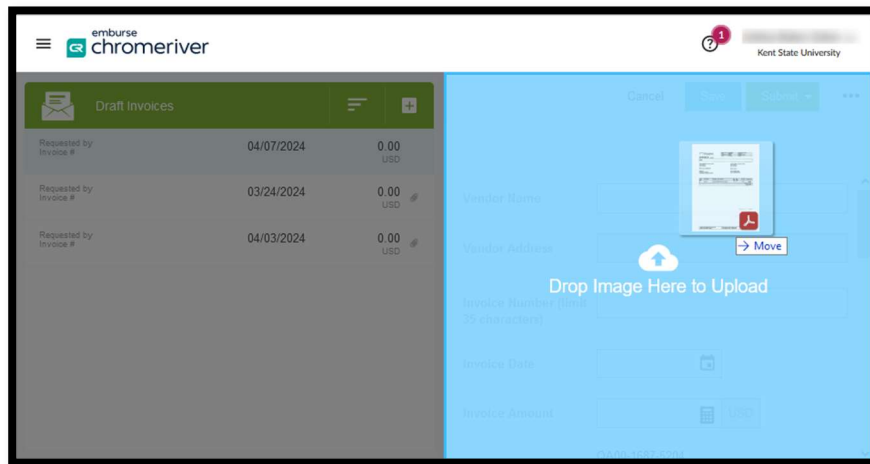 emburse
chromeriver
1
Kent State University
Draft Invoices
Requested by
Invoice #
04/07/2024
0.00
USD
Requested by
Invoice #
03/24/2024
0.00
USD
Requested by
Invoice #
04/03/2024
0.00
USD
Cancel
Save
Submit
Vendor Name
Vendor Address
Move
Drop Image Here to Upload
Invoice Number (limit
25 characters)
Invoice Date
Invoice Amount
USD